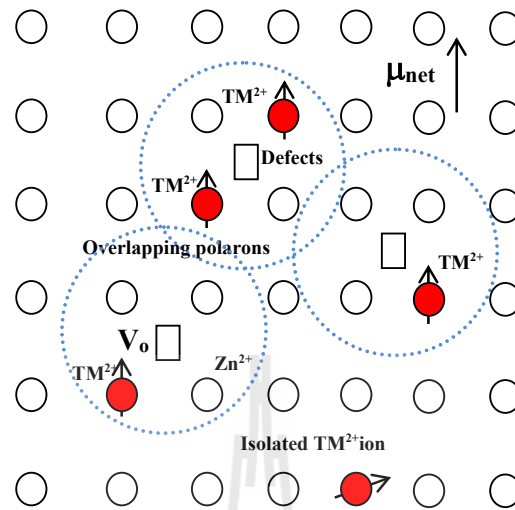 μnet
TM²⁺
Defects
TM²⁺
Overlapping polarons
TM²⁺
Vo
TM²⁺
Zn²⁺
Isolated TM²⁺ion